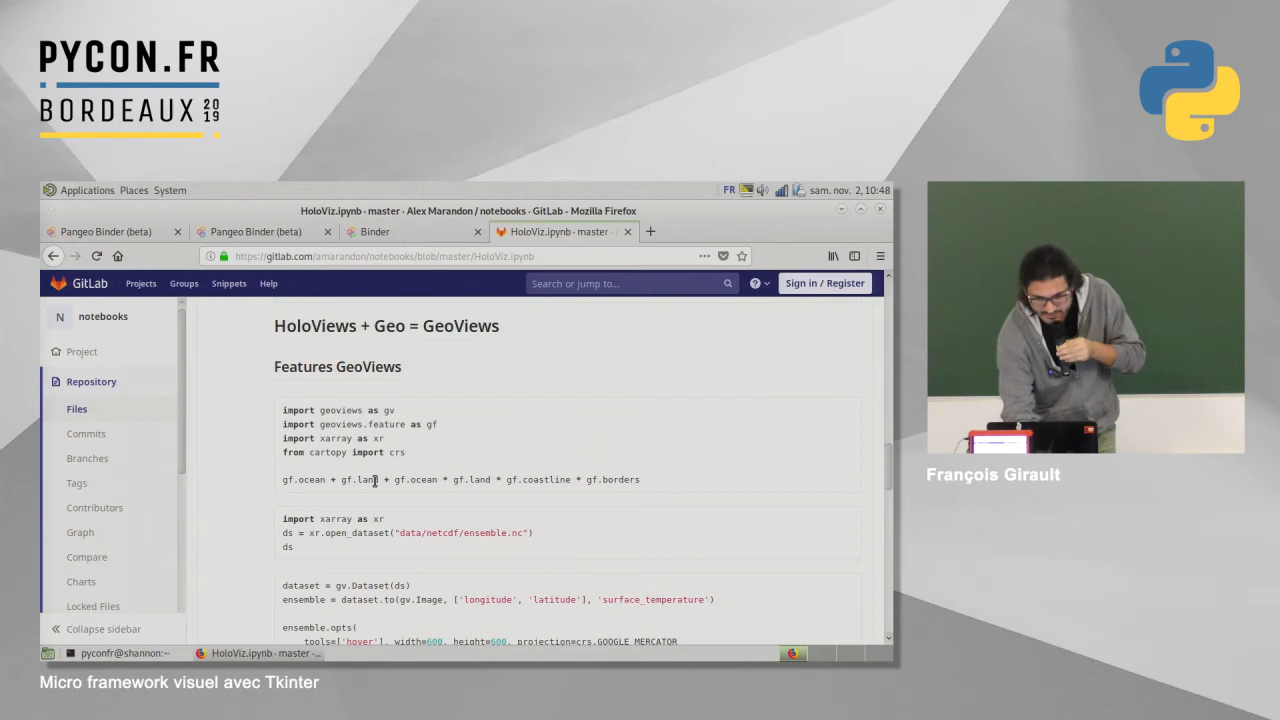 PYCON.FR
BORDEAUX 2019
Applications Places System
FR sam. nov. 2, 10:48
HoloViz.ipynb · master · Alex Marandon / notebooks · GitLab - Mozilla Firefox
Pangeo Binder (beta)
Pangeo Binder (beta)
Binder
HoloViz.ipynb · master · A
https://gitlab.com/amarandon/notebooks/blob/master/HoloViz.ipynb
GitLab Projects Groups Snippets Help
Search or jump to...
Sign in / Register
N notebooks
Project
Repository
Files
Commits
Branches
Tags
Contributors
Graph
Compare
Charts
Locked Files
Collapse sidebar
HoloViews + Geo = GeoViews
Features GeoViews
import geoviews as gv
import geoviews.feature as gf
import xarray as xr
from cartopy import crs
gf.ocean + gf.land + gf.ocean * gf.land * gf.coastline * gf.borders
import xarray as xr
ds = xr.open_dataset("data/netcdf/ensemble.nc")
ds
dataset = gv.Dataset(ds)
ensemble = dataset.to(gv.Image, ['longitude', 'latitude'], 'surface_temperature')
ensemble.opts(
tools=['hover'], width=600, height=600, projection=crs.GOOGLE_MERCATOR
pyconfr@shannon:~
HoloViz.ipynb · master ·...
François Girault
Micro framework visuel avec Tkinter